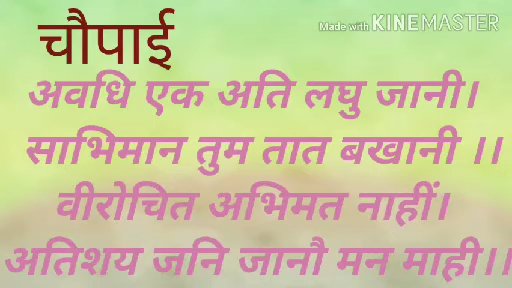 Made with KINEMASTER
चौपाई
अवधि एक अति लघु जानी।
साभिमान तुम तात बखानी ।।
वीरोचित अभिमत नाहीं।
अतिशय जनि जानौ मन माही।।